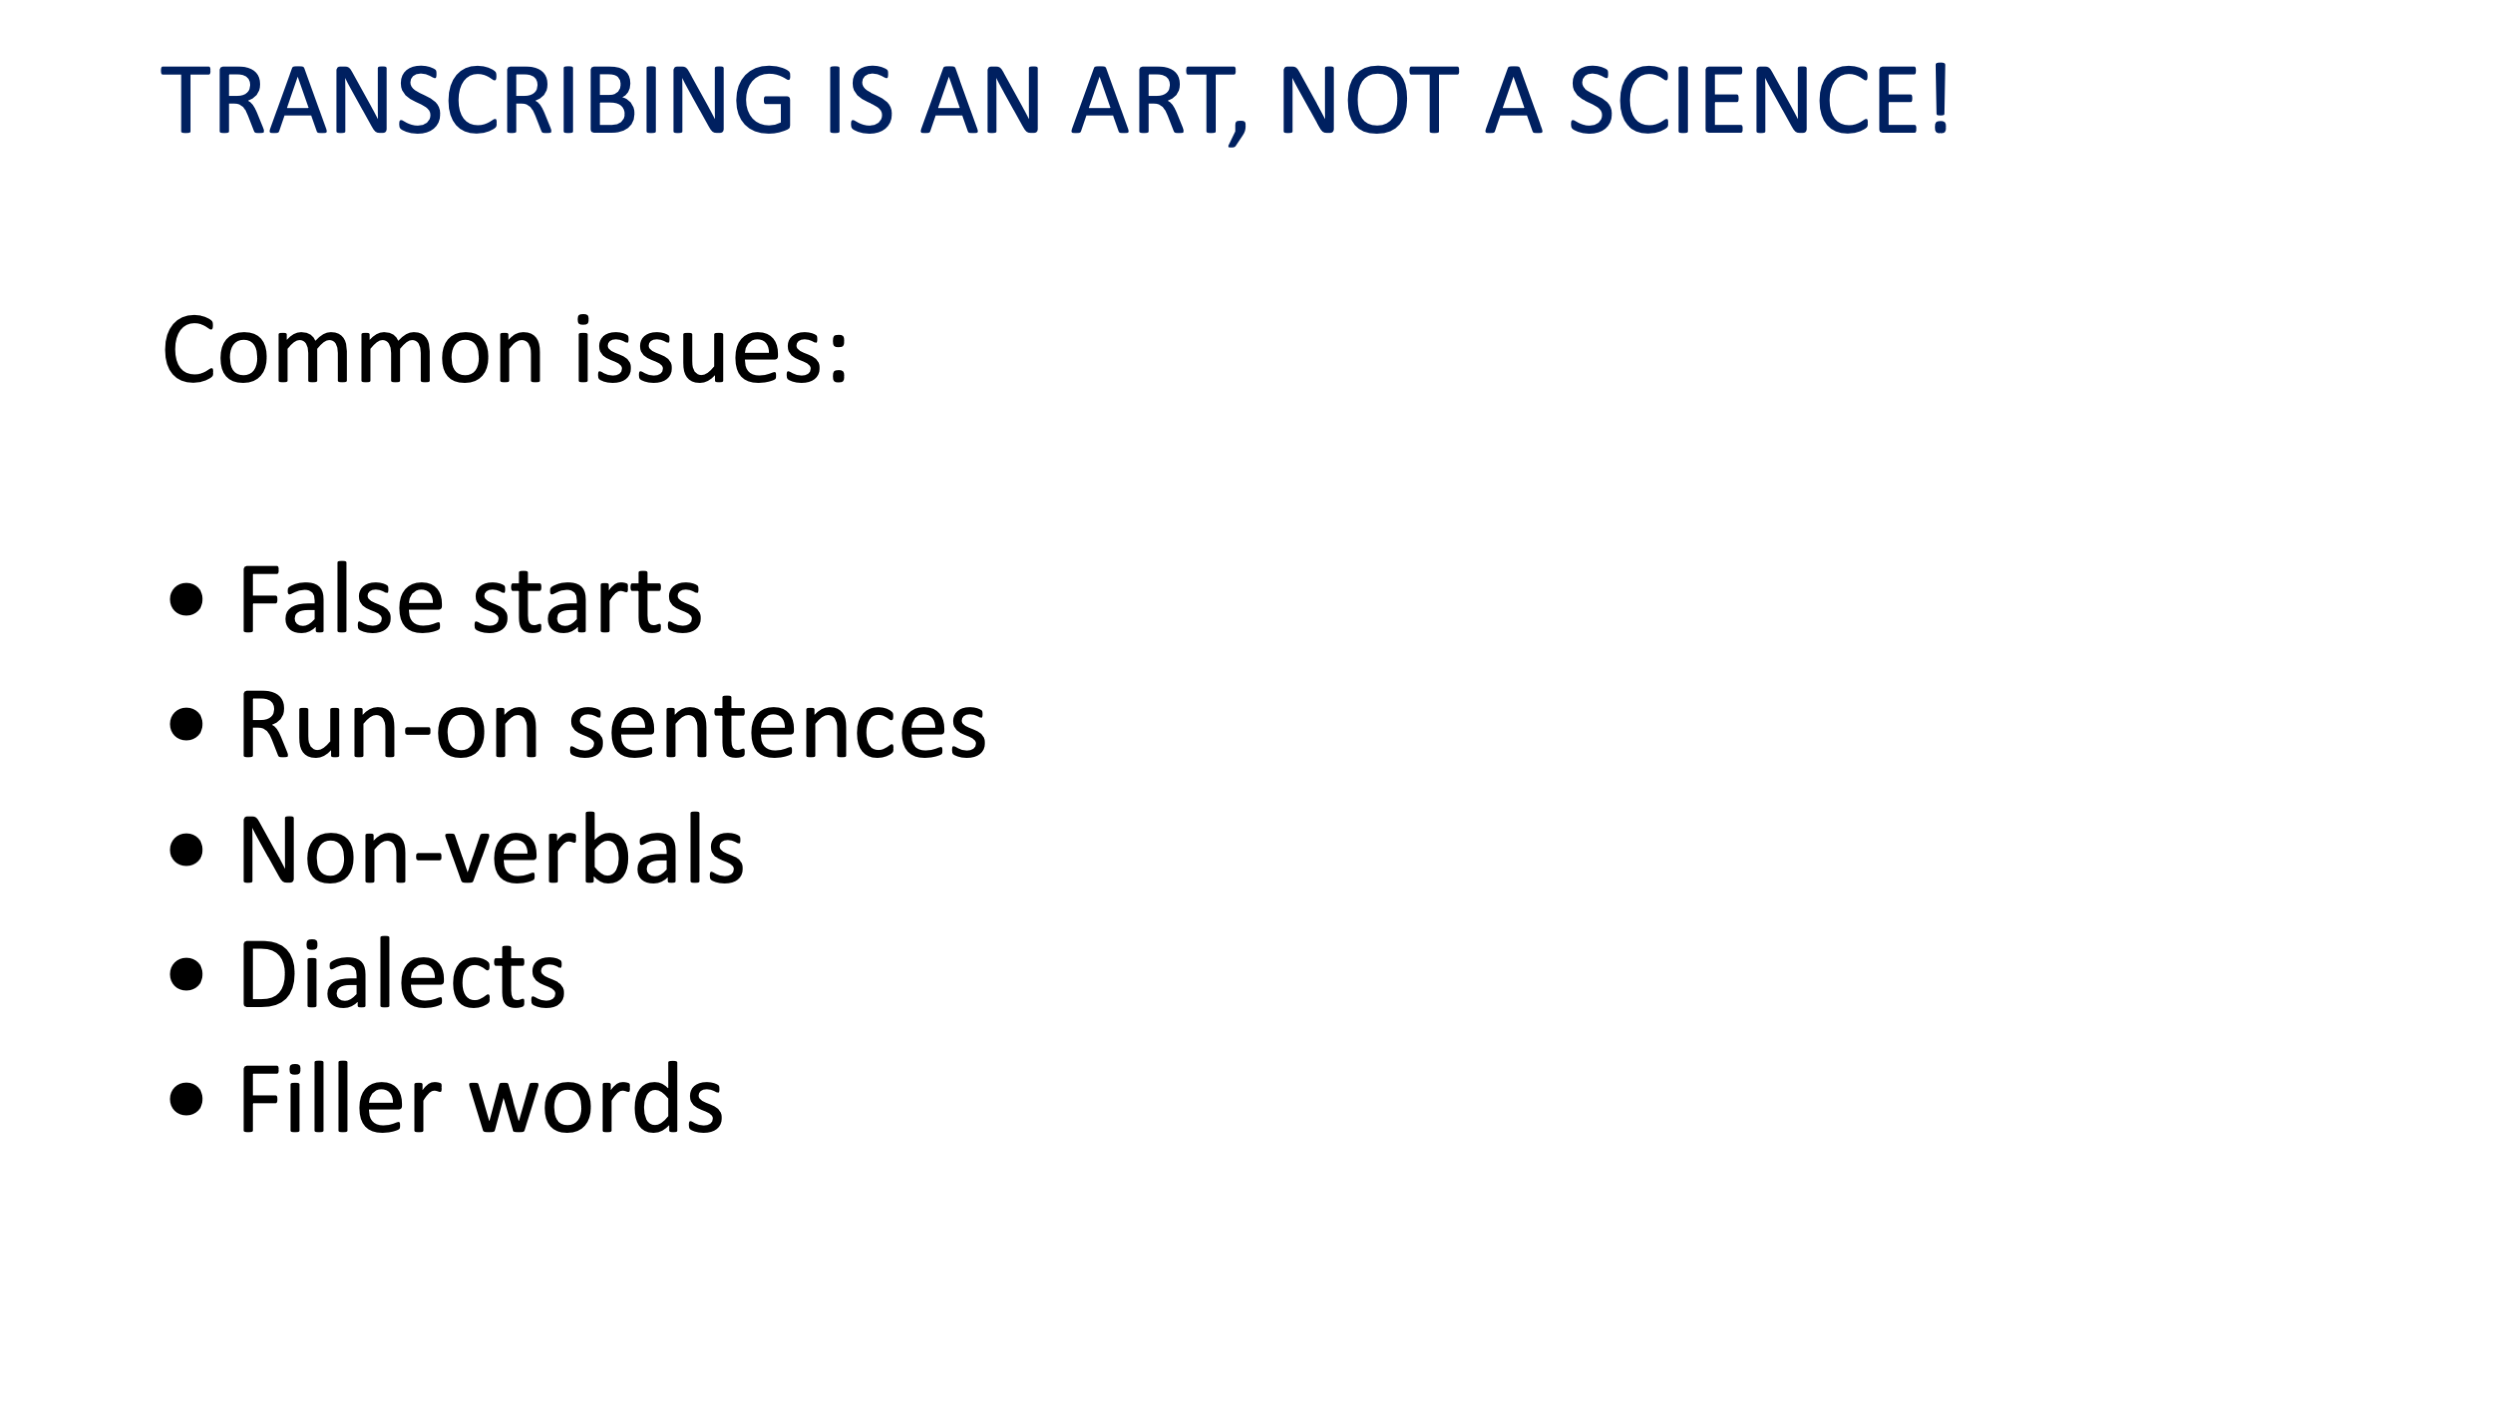 TRANSCRIBING IS AN ART, NOT A SCIENCE!
Common issues:
• False starts
• Run-on sentences
• Non-verbals
• Dialects
• Filler words